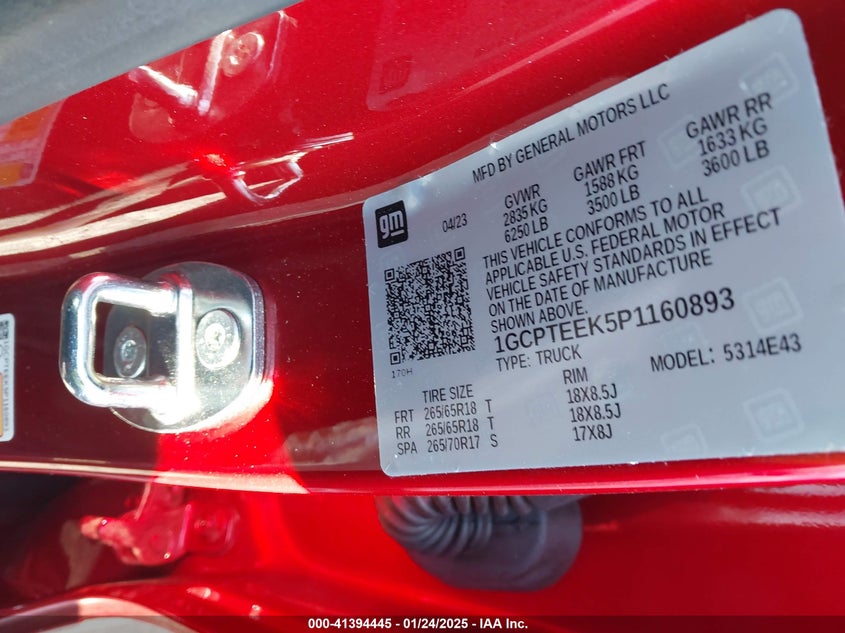 MFD BY GENERAL MOTORS LLC
gm
04/23
GVWR GAWR FRT GAWR RR
2835 KG 1588 KG 1633 KG
6250 LB 3500 LB 3600 LB
THIS VEHICLE CONFORMS TO ALL
APPLICABLE U.S. FEDERAL MOTOR
VEHICLE SAFETY STANDARDS IN EFFECT
ON THE DATE OF MANUFACTURE
SHOWN ABOVE.
1GCPTEEK5P1160893
170H
TYPE: TRUCK MODEL: 5314E43
TIRE SIZE RIM
FRT 265/65R18 T 18X8.5J
RR 265/65R18 T 18X8.5J
SPA 265/70R17 S 17X8J
1GCPTEEK5P1160893
000-41394445 - 01/24/2025 - IAA Inc.